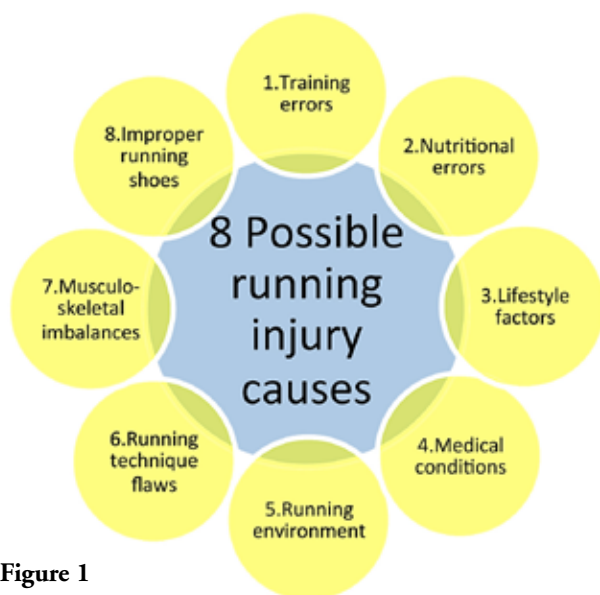 8 Possible
running
injury
causes
1.Training
errors
2.Nutritional
errors
3.Lifestyle
factors
4.Medical
conditions
5.Running
environment
6.Running
technique
flaws
7.Musculo-
skeletal
imbalances
8.Improper
running
shoes
Figure 1